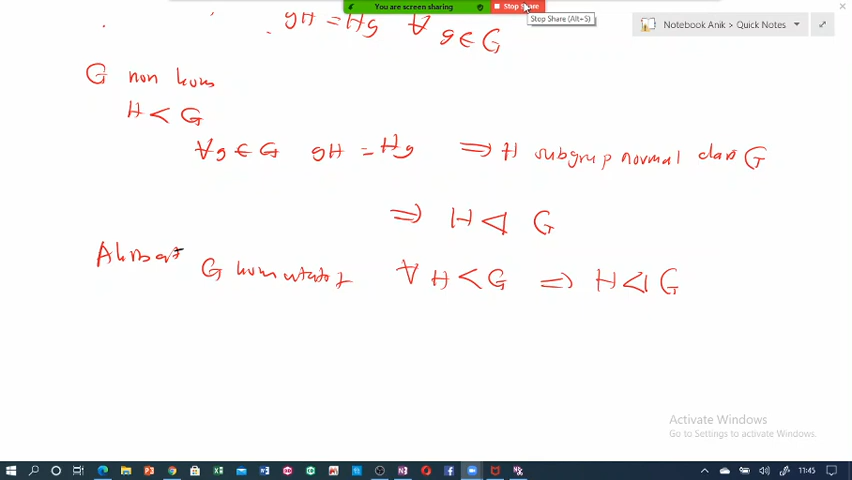 You are screen sharing
Stop Share
Stop Share (Alt+S)
Notebook Anik > Quick Notes
gH = Hg ∀ g ∈ G
G non kom
H < G
∀g ∈ G gH = Hg ⇒ H subgrup normal dari G
⇒ H ⊲ G
Akibat G komutatif ∀ H < G ⇒ H ⊲ G
Activate Windows
Go to Settings to activate Windows.
11:45